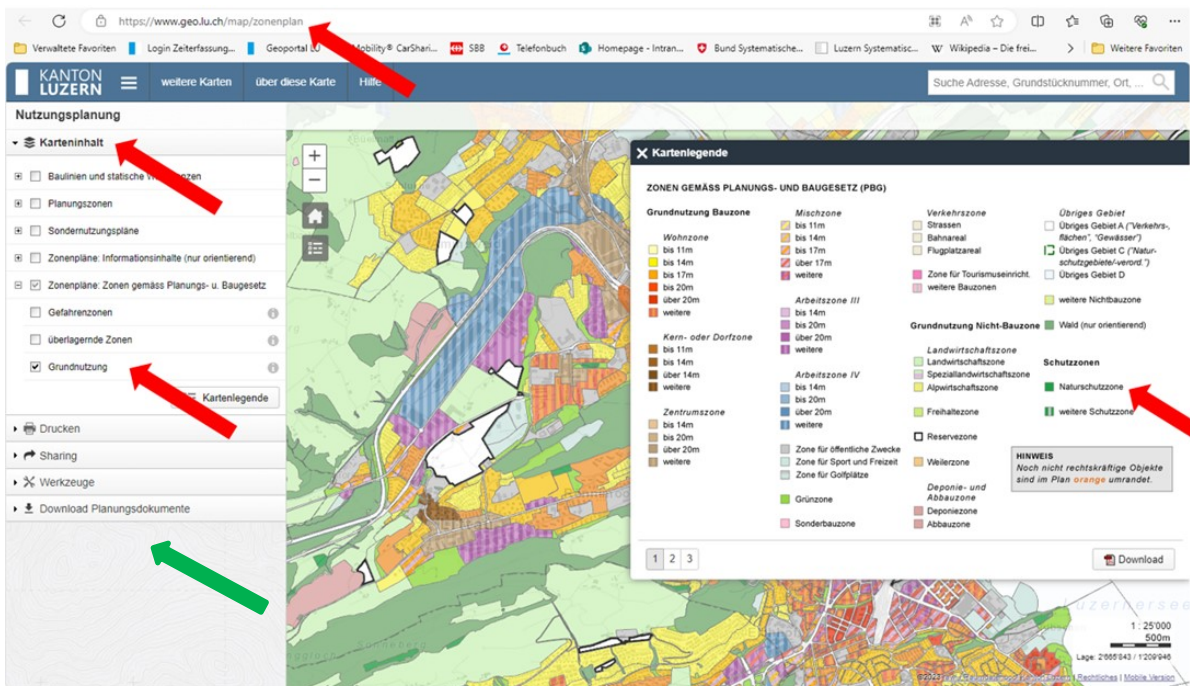 https://www.geo.lu.ch/map/zonenplan
Verwaltete Favoriten
Login Zeiterfassung...
Geoportal LU
Mobility® CarShari...
SBB
Telefonbuch
Homepage - Intran...
Bund Systematische...
Luzern Systematisc...
Wikipedia – Die frei...
Weitere Favoriten
KANTON
LUZERN
weitere Karten
über diese Karte
Hilfe
Suche Adresse, Grundstücknummer, Ort, ...
Nutzungsplanung
Karteninhalt
Baulinien und statische
Planungszonen
Sondernutzungspläne
Zonenpläne: Informationsinhalte (nur orientierend)
Zonenpläne: Zonen gemäss Planungs- u. Baugesetz
Gefahrenzonen
überlagernde Zonen
Grundnutzung
Kartenlegende
Drucken
Sharing
Werkzeuge
Download Planungsdokumente
Kartenlegende
ZONEN GEMÄSS PLANUNGS- UND BAUGESETZ (PBG)
Grundnutzung Bauzone
Wohnzone
bis 11m
bis 14m
bis 17m
bis 20m
über 20m
weitere
Kern- oder Dorfzone
bis 11m
bis 14m
über 14m
weitere
Zentrumszone
bis 14m
bis 20m
über 20m
weitere
Mischzone
bis 11m
bis 14m
bis 17m
über 17m
weitere
Arbeitszone III
bis 14m
bis 20m
über 20m
weitere
Arbeitszone IV
bis 14m
bis 20m
über 20m
weitere
Zone für öffentliche Zwecke
Zone für Sport und Freizeit
Zone für Golfplätze
Grünzone
Sonderbauzone
Verkehrszone
Strassen
Bahnareal
Flugplatzareal
Zone für Tourismuseinricht.
weitere Bauzonen
Grundnutzung Nicht-Bauzone
Landwirtschaftszone
Landwirtschaftszone
Speziallandwirtschaftszone
Alpwirtschaftszone
Freihaltezone
Reservezone
Weilerzone
Deponie- und
Abbauzone
Deponiezone
Abbauzone
Übriges Gebiet
Übriges Gebiet A ("Verkehrs-,
flächen", "Gewässer")
Übriges Gebiet C ("Natur-
schutzgebiete/-verord.")
Übriges Gebiet D
weitere Nichtbauzone
Wald (nur orientierend)
Schutzzonen
Naturschutzzone
weitere Schutzzone
HINWEIS
Noch nicht rechtskräftige Objekte
sind im Plan orange umrandet.
1 2 3
Download
Luzernersee
1 : 25'000
500m
Lage: 2'665'843 / 1'209'946
Rechtliches | Mobile Version